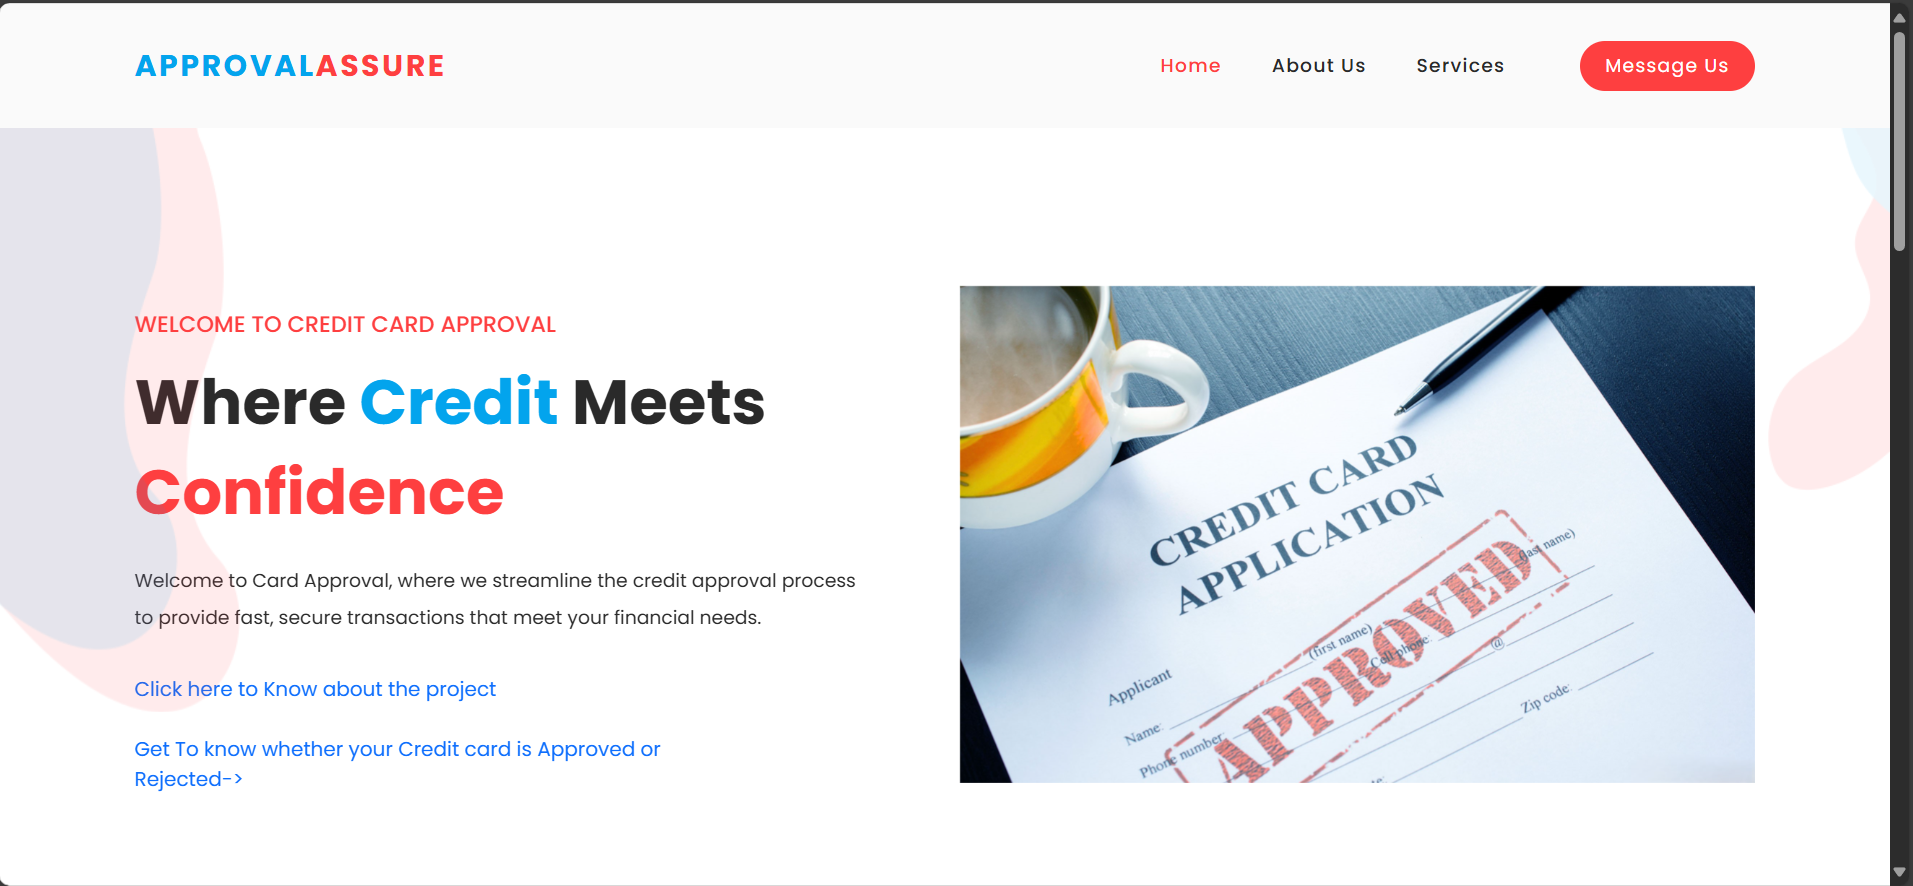 APPROVALASSURE
Home
About Us
Services
Message Us
WELCOME TO CREDIT CARD APPROVAL
Where Credit Meets
Confidence
Welcome to Card Approval, where we streamline the credit approval process
to provide fast, secure transactions that meet your financial needs.
Click here to Know about the project
Get To know whether your Credit card is Approved or
Rejected->
CREDIT CARD
APPLICATION
APPROVED
Applicant
(first name)
(last name)
Name:
Phone number:
Cell phone:
@
Zip code: